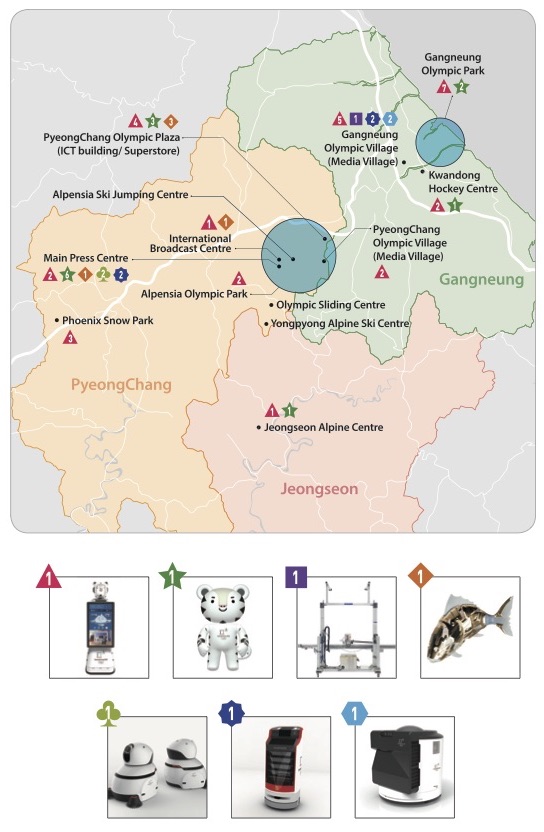 Gangneung
Olympic Park
7 2
4 3 3
PyeongChang Olympic Plaza
(ICT building/ Superstore)
5 1 2 2
Gangneung
Olympic Village
(Media Village)
Kwandong
Hockey Centre
2 1
Alpensia Ski Jumping Centre
1 1
International
Broadcast Centre
PyeongChang
Olympic Village
(Media Village)
2
Main Press Centre
2 1 2 2
2
Alpensia Olympic Park
Gangneung
Olympic Sliding Centre
Phoenix Snow Park
3
Yongpyong Alpine Ski Centre
PyeongChang
1 1
Jeongseon Alpine Centre
Jeongseon
1 1 1 1
1 1 1